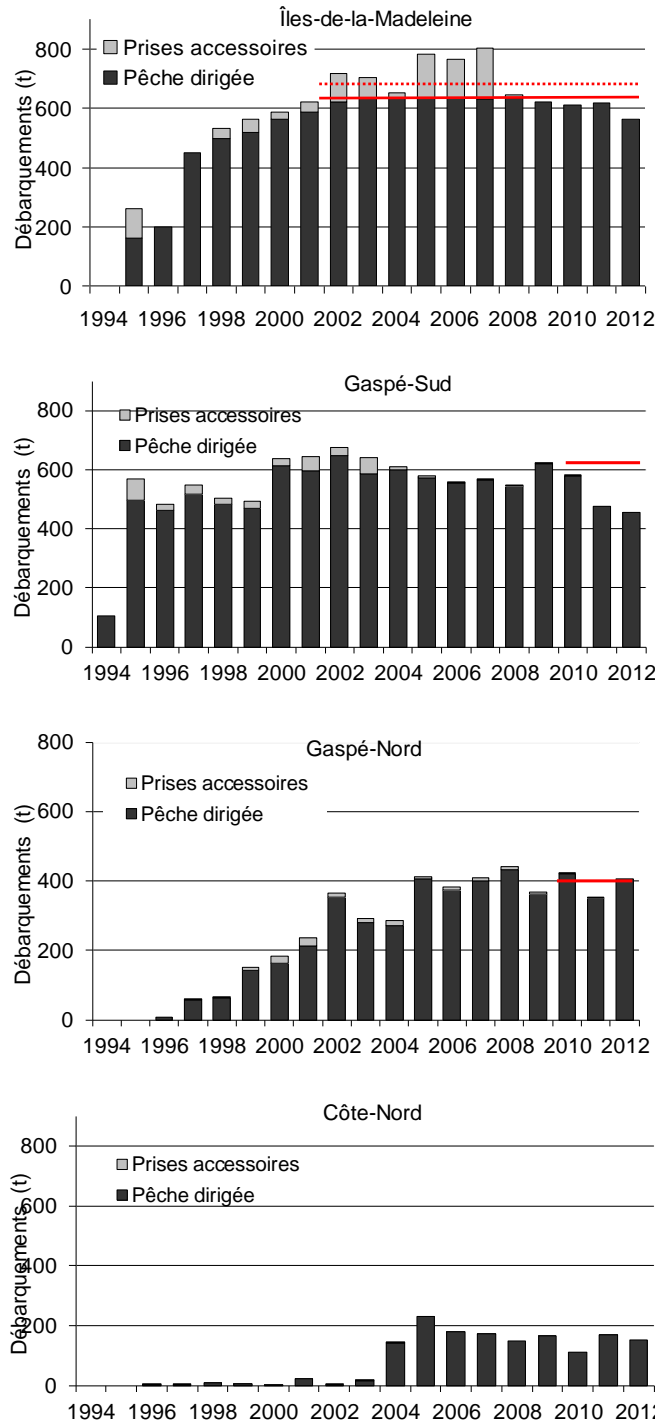 Îles-de-la-Madeleine
Débarquements (t)
800
600
400
200
0
Prises accessoires
Pêche dirigée
1994 1996 1998 2000 2002 2004 2006 2008 2010 2012
Gaspé-Sud
Débarquements (t)
800
600
400
200
0
Prises accessoires
Pêche dirigée
1994 1996 1998 2000 2002 2004 2006 2008 2010 2012
Gaspé-Nord
Débarquements (t)
800
600
400
200
0
Prises accessoires
Pêche dirigée
1994 1996 1998 2000 2002 2004 2006 2008 2010 2012
Côte-Nord
Débarquements (t)
800
600
400
200
0
Prises accessoires
Pêche dirigée
1994 1996 1998 2000 2002 2004 2006 2008 2010 2012